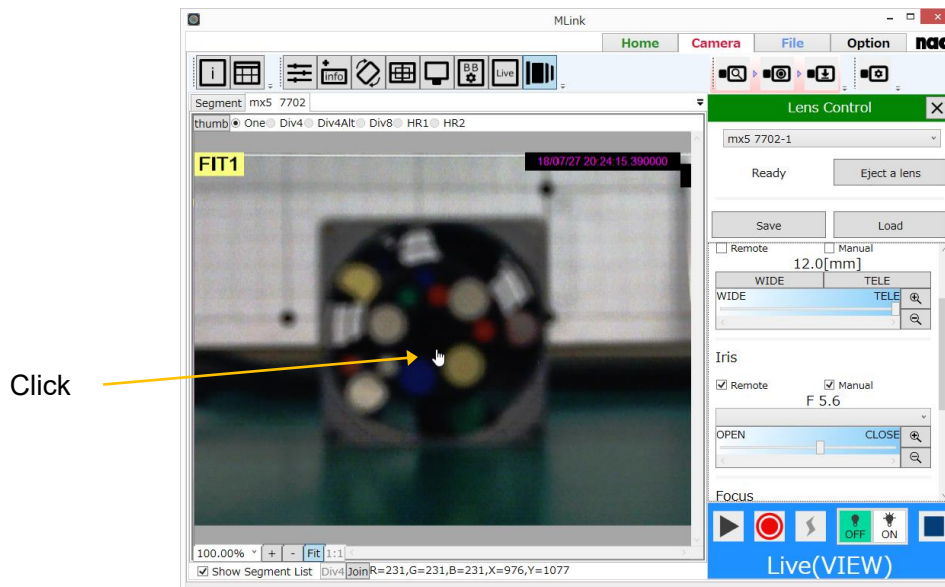 MLink
Home Camera File Option nac
info BB Live
Segment mx5 7702
Lens Control
thumb One Div4 Div4Alt Div8 HR1 HR2
mx5 7702-1
FIT1
18/07/27 20:24:15.390000
Ready Eject a lens
Save Load
Remote Manual
12.0[mm]
WIDE TELE
WIDE TELE
Iris
Click
Remote Manual
F 5.6
OPEN CLOSE
Focus
OFF ON
100.00% + - Fit 1:1
Live(VIEW)
Show Segment List Div4 Join R=231,G=231,B=231,X=976,Y=1077